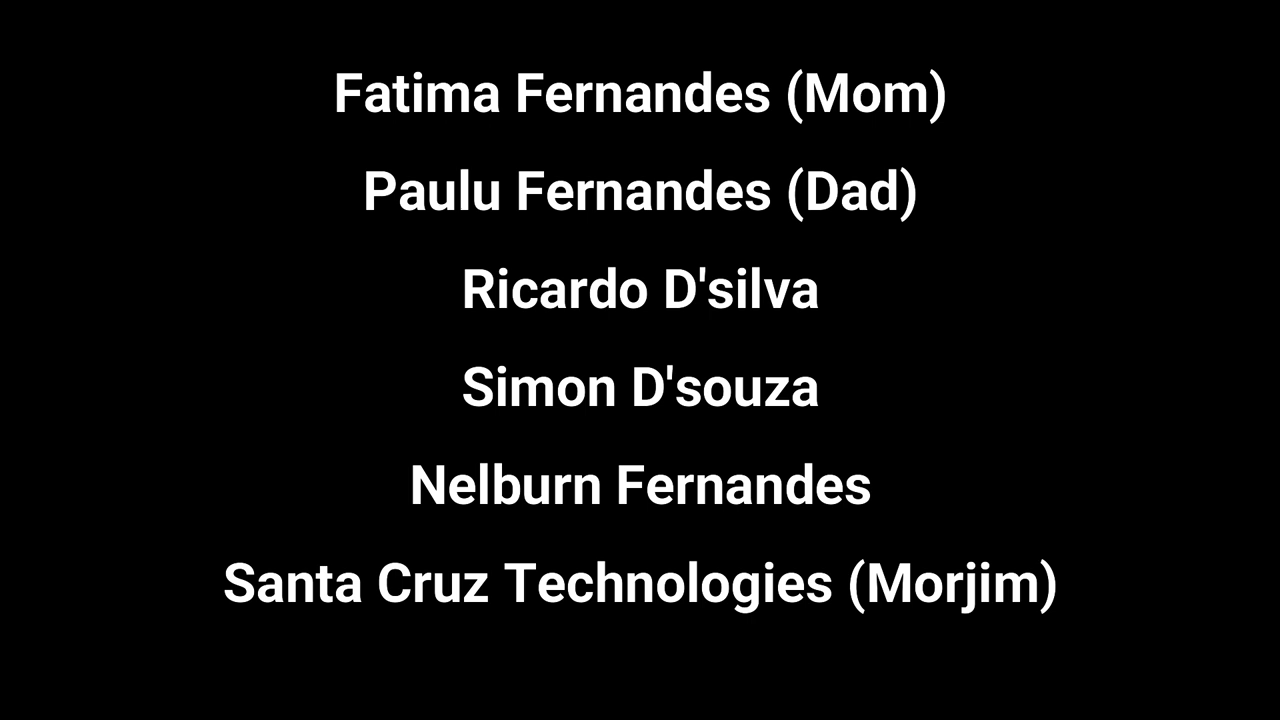 Fatima Fernandes (Mom)
Paulu Fernandes (Dad)
Ricardo D'silva
Simon D'souza
Nelburn Fernandes
Santa Cruz Technologies (Morjim)